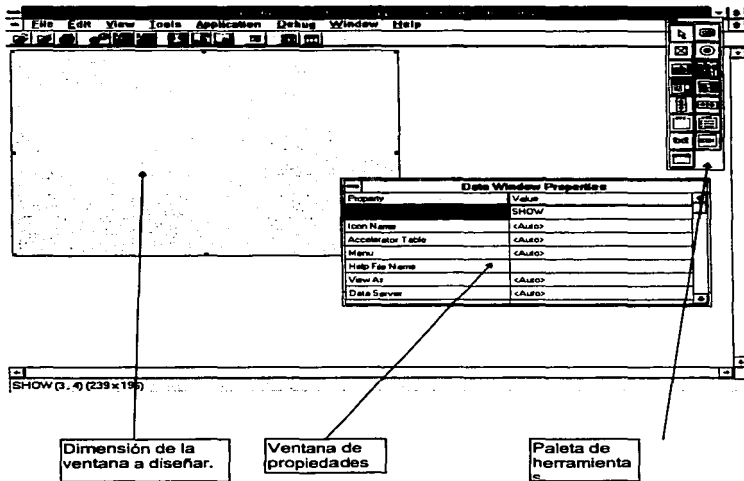 File Edit View Tools Application Debug Window Help
Data Window Properties
Property Value
SHOW
Icon Name <Auto>
Accelerator Table <Auto>
Menu <Auto>
Help File Name
View As <Auto>
Data Server <Auto>
SHOW (3, 4) (239 x 196)
Dimensión de la
ventana a diseñar.
Ventana de
propiedades
Paleta de
herramienta
s.